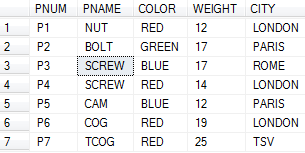 PNUM PNAME COLOR WEIGHT CITY
1 P1 NUT RED 12 LONDON
2 P2 BOLT GREEN 17 PARIS
3 P3 SCREW BLUE 17 ROME
4 P4 SCREW RED 14 LONDON
5 P5 CAM BLUE 12 PARIS
6 P6 COG RED 19 LONDON
7 P7 TCOG RED 25 TSV